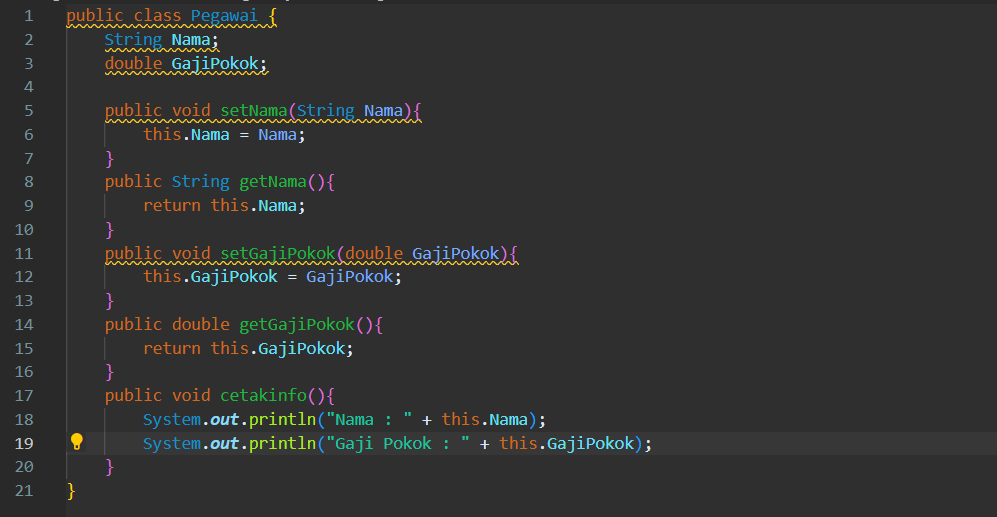 1 public class Pegawai {
2 String Nama;
3 double GajiPokok;
4
5 public void setNama(String Nama){
6 this.Nama = Nama;
7 }
8 public String getNama(){
9 return this.Nama;
10 }
11 public void setGajiPokok(double GajiPokok){
12 this.GajiPokok = GajiPokok;
13 }
14 public double getGajiPokok(){
15 return this.GajiPokok;
16 }
17 public void cetakinfo(){
18 System.out.println("Nama : " + this.Nama);
19 System.out.println("Gaji Pokok : " + this.GajiPokok);
20 }
21 }